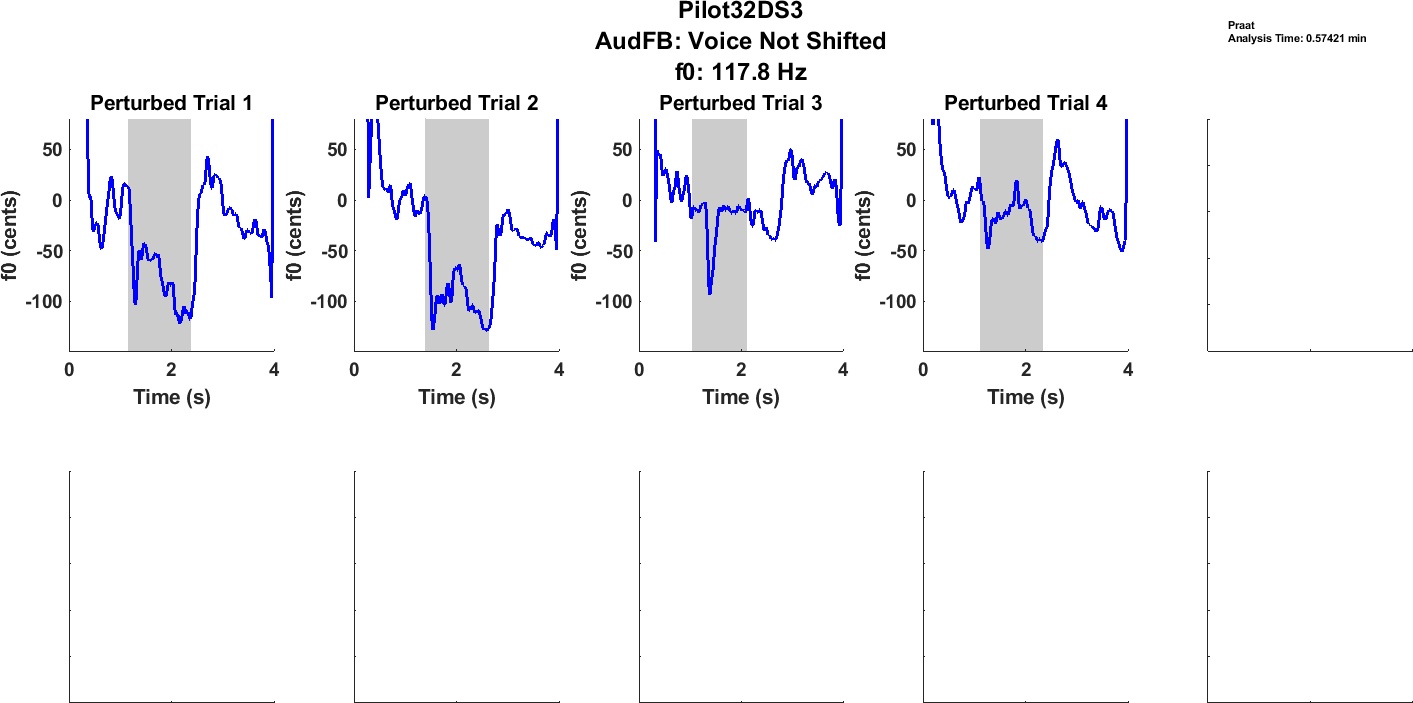 Pilot32DS3
AudFB: Voice Not Shifted
f0: 117.8 Hz
Praat
Analysis Time: 0.57421 min
Perturbed Trial 1
Perturbed Trial 2
Perturbed Trial 3
Perturbed Trial 4
f0 (cents)
50
0
-50
-100
0
2
4
Time (s)
f0 (cents)
50
0
-50
-100
0
2
4
Time (s)
f0 (cents)
50
0
-50
-100
0
2
4
Time (s)
f0 (cents)
50
0
-50
-100
0
2
4
Time (s)